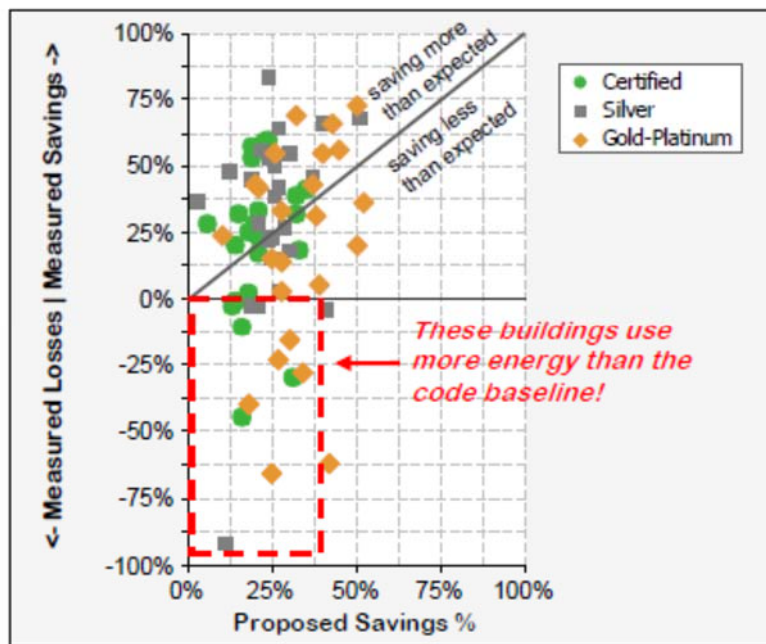 100%
75%
50%
25%
0%
-25%
-50%
-75%
-100%
<- Measured Losses | Measured Savings ->
saving more
than expected
saving less
than expected
Certified
Silver
Gold-Platinum
These buildings use
more energy than the
code baseline!
0%
25%
50%
75%
100%
Proposed Savings %